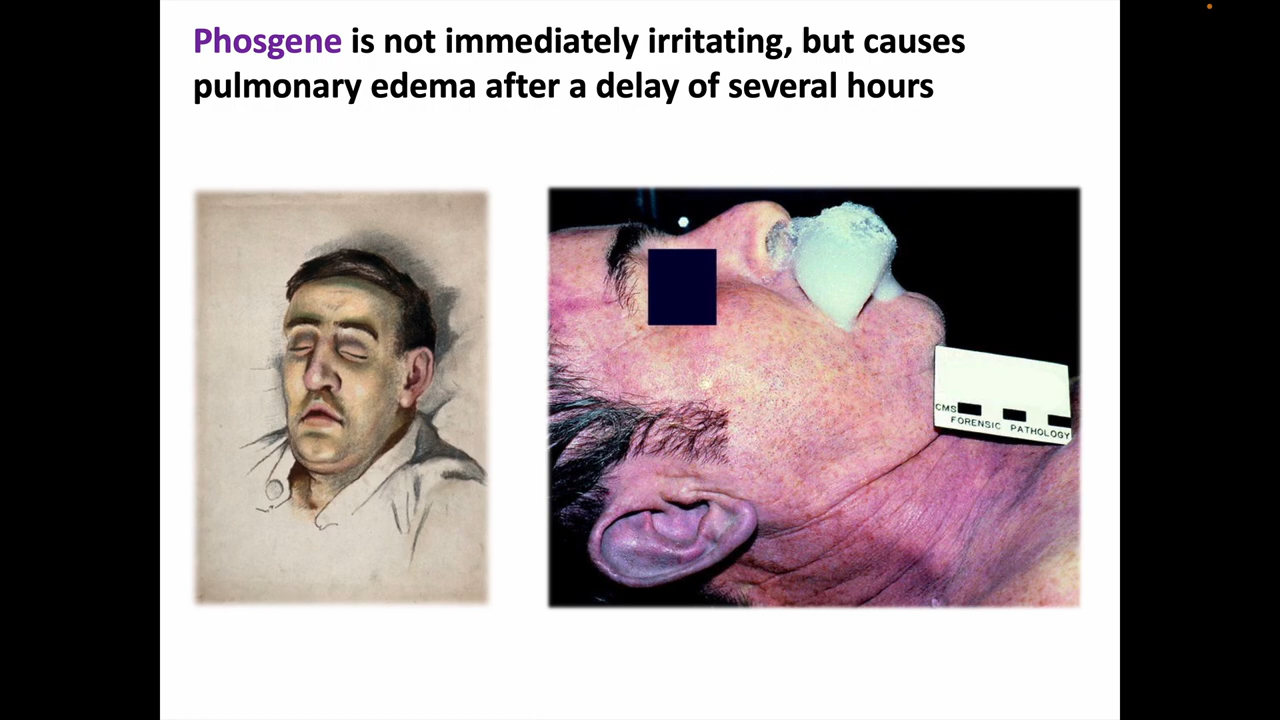 Phosgene is not immediately irritating, but causes
pulmonary edema after a delay of several hours
CMS
FORENSIC PATHOLOGY